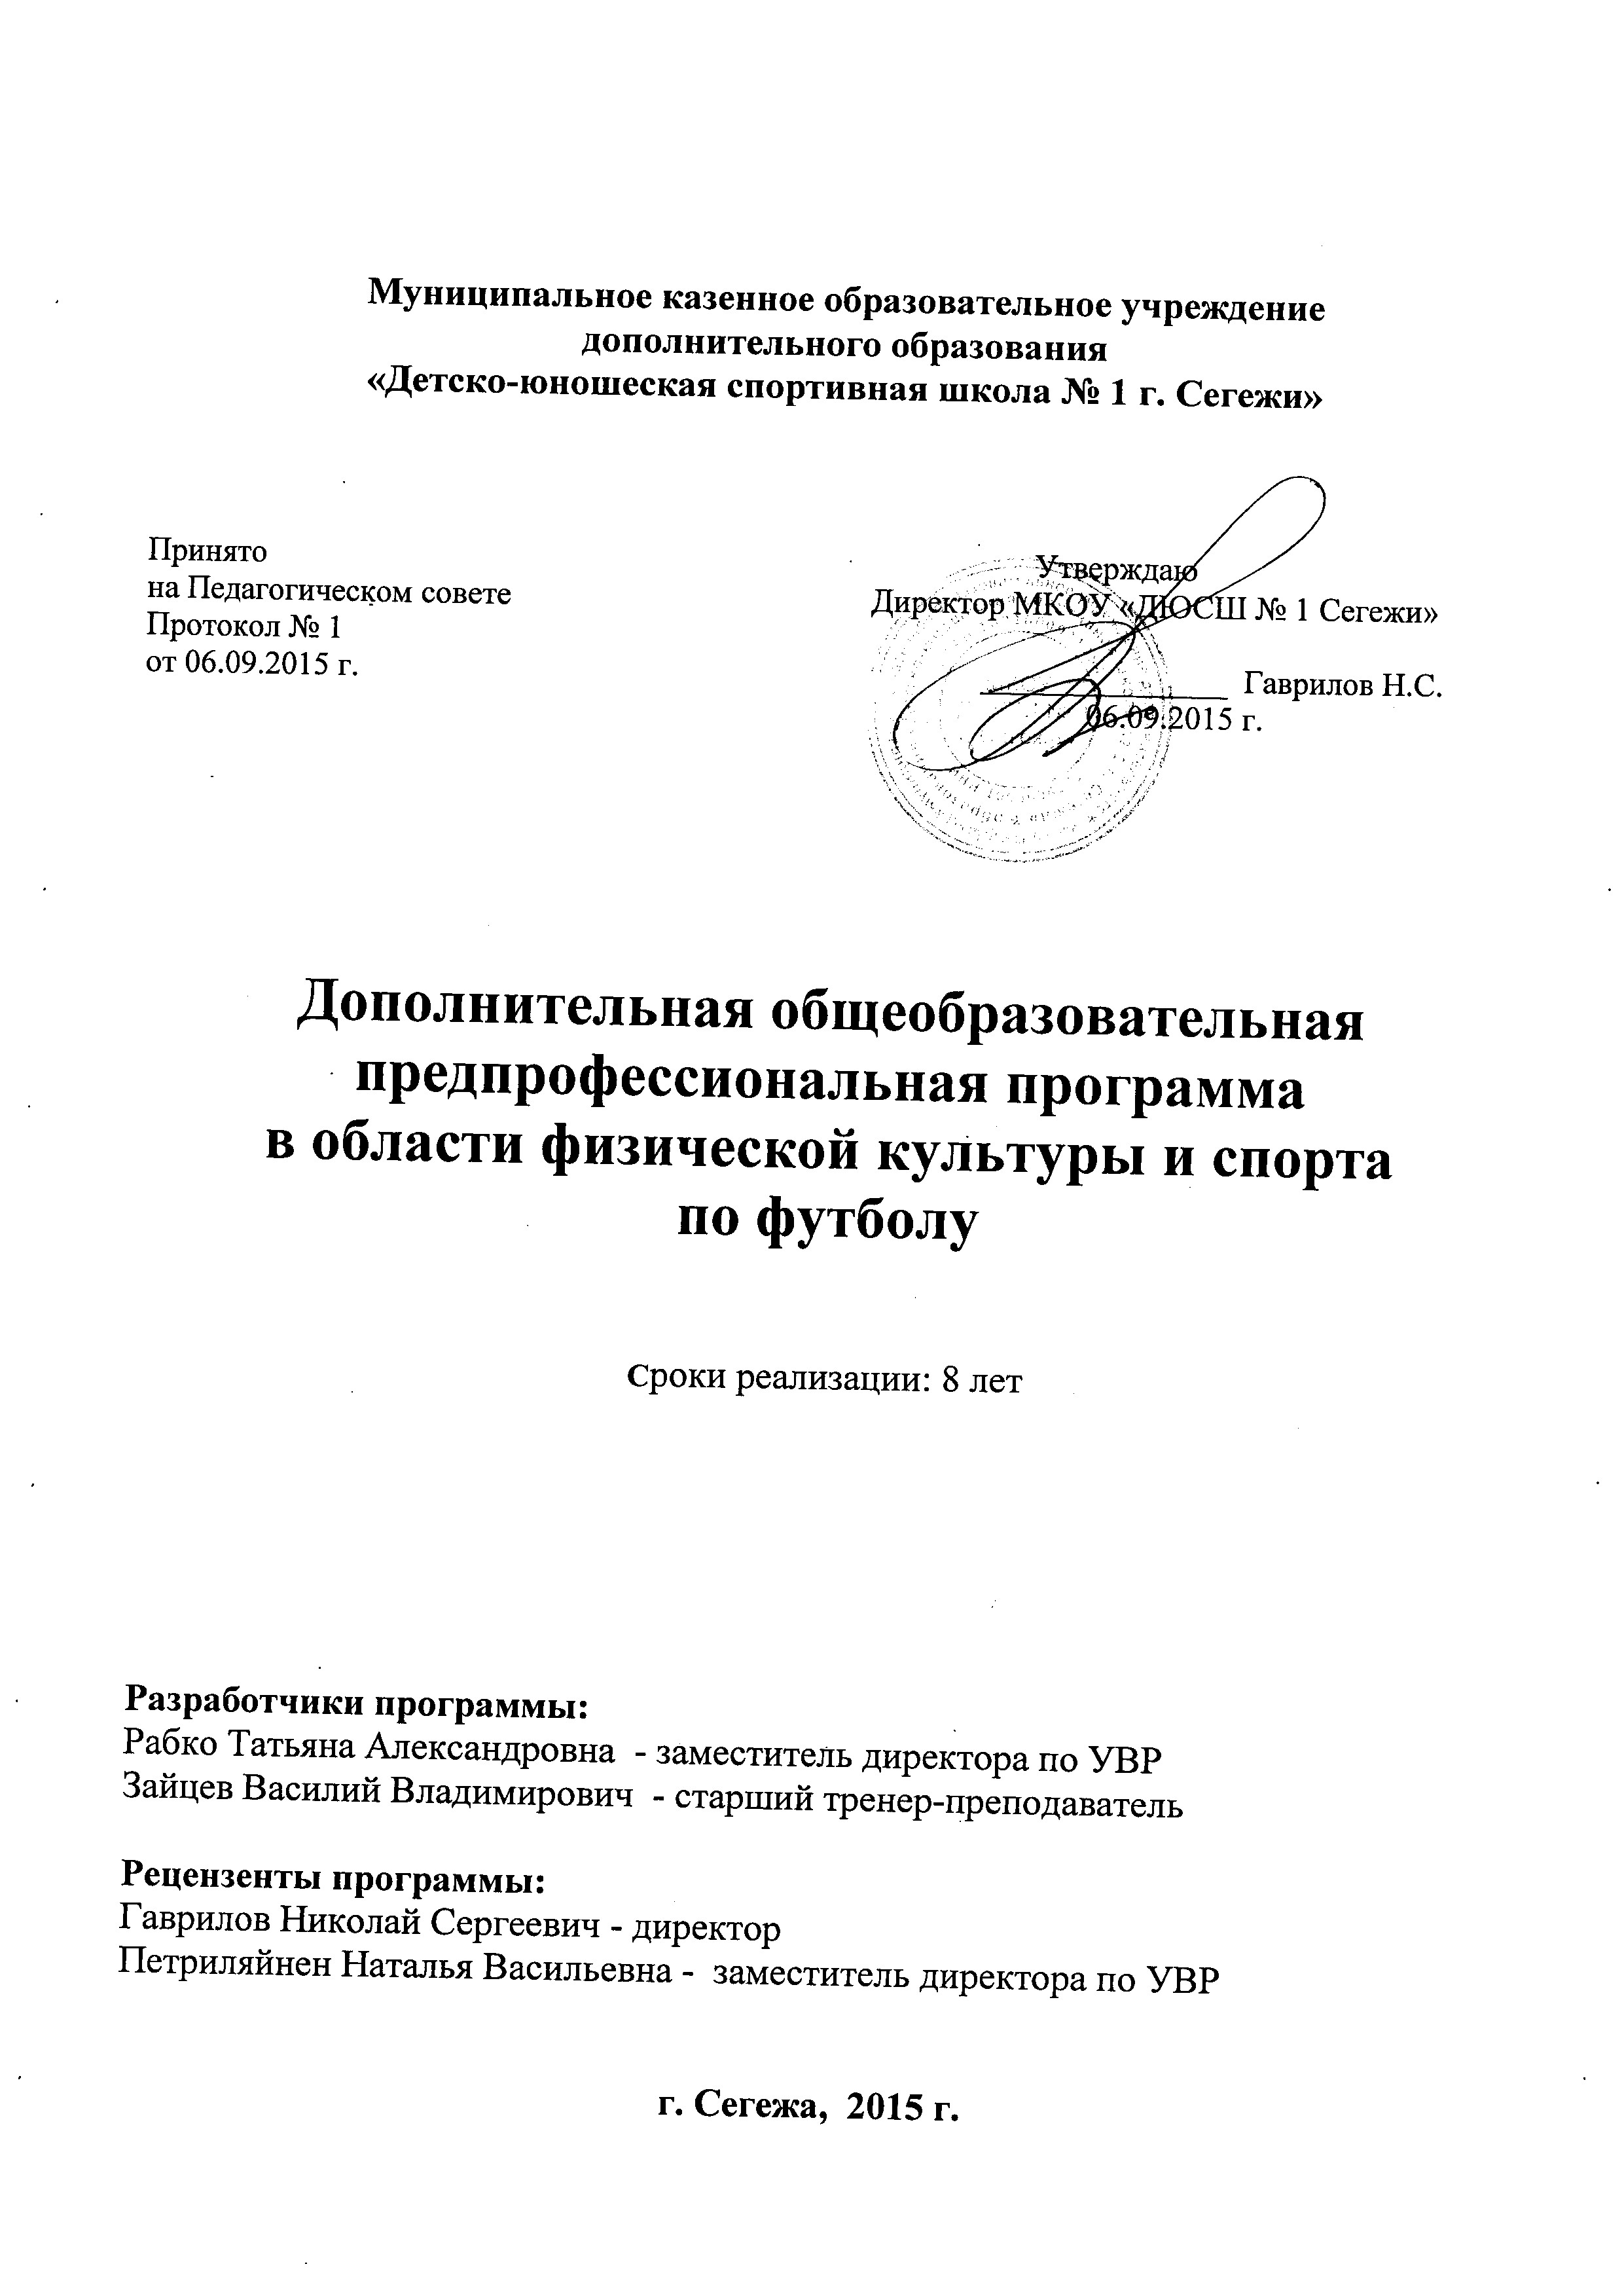 Муниципальное казенное образовательное учреждение
дополнительного образования
«Детско-юношеская спортивная школа № 1 г. Сегежи»
Принято
на Педагогическом совете
Протокол № 1
от 06.09.2015 г.
Утверждаю
Директор МКОУ «ДЮСШ № 1 Сегежи»
Гаврилов Н.С.
06.09.2015 г.
Дополнительная общеобразовательная
предпрофессиональная программа
в области физической культуры и спорта
по футболу
Сроки реализации: 8 лет
Разработчики программы:
Рабко Татьяна Александровна - заместитель директора по УВР
Зайцев Василий Владимирович - старший тренер-преподаватель
Рецензенты программы:
Гаврилов Николай Сергеевич - директор
Петриляйнен Наталья Васильевна - заместитель директора по УВР
г. Сегежа, 2015 г.